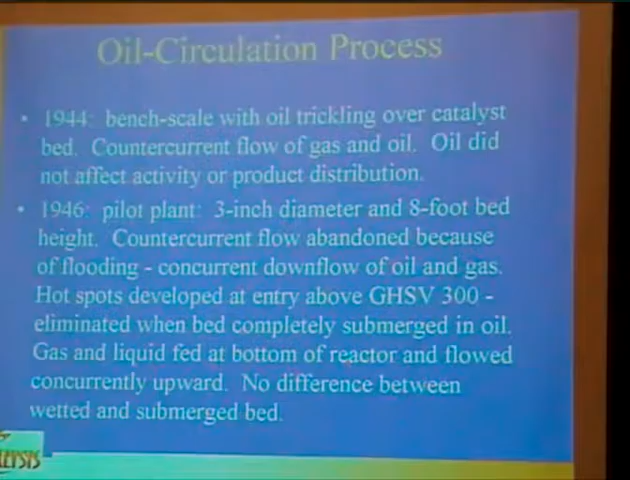 Oil-Circulation Process
• 1944: bench-scale with oil trickling over catalyst
bed. Countercurrent flow of gas and oil. Oil did
not affect activity or product distribution.
• 1946: pilot plant: 3-inch diameter and 8-foot bed
height. Countercurrent flow abandoned because
of flooding - concurrent downflow of oil and gas.
Hot spots developed at entry above GHSV 300 -
eliminated when bed completely submerged in oil.
Gas and liquid fed at bottom of reactor and flowed
concurrently upward. No difference between
wetted and submerged bed.